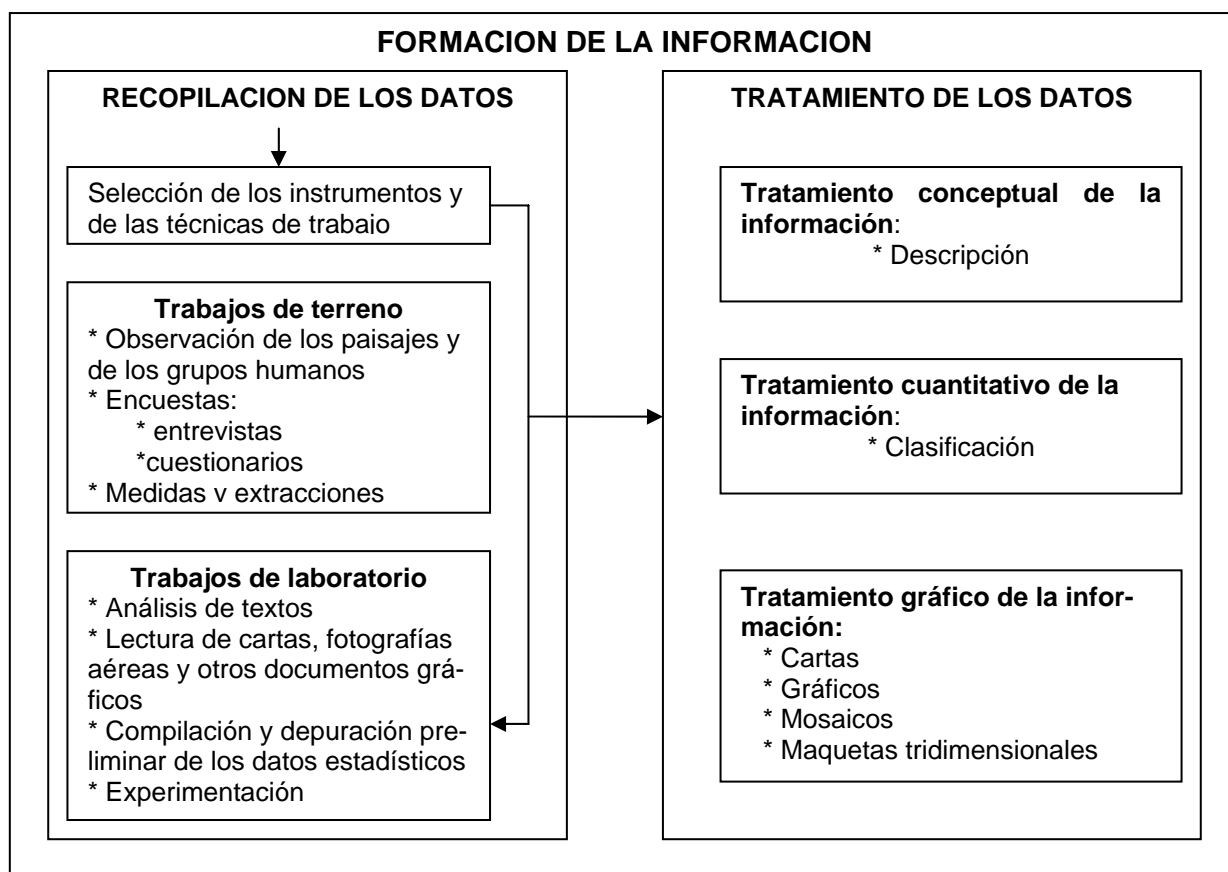 FORMACION DE LA INFORMACION
RECOPILACION DE LOS DATOS
Selección de los instrumentos y
de las técnicas de trabajo
Trabajos de terreno
* Observación de los paisajes y
de los grupos humanos
* Encuestas:
* entrevistas
*cuestionarios
* Medidas y extracciones
Trabajos de laboratorio
* Análisis de textos
* Lectura de cartas, fotografías
aéreas y otros documentos grá-
ficos
* Compilación y depuración pre-
liminar de los datos estadísticos
* Experimentación
TRATAMIENTO DE LOS DATOS
Tratamiento conceptual de la
información:
* Descripción
Tratamiento cuantitativo de la
información:
* Clasificación
Tratamiento gráfico de la infor-
mación:
* Cartas
* Gráficos
* Mosaicos
* Maquetas tridimensionales